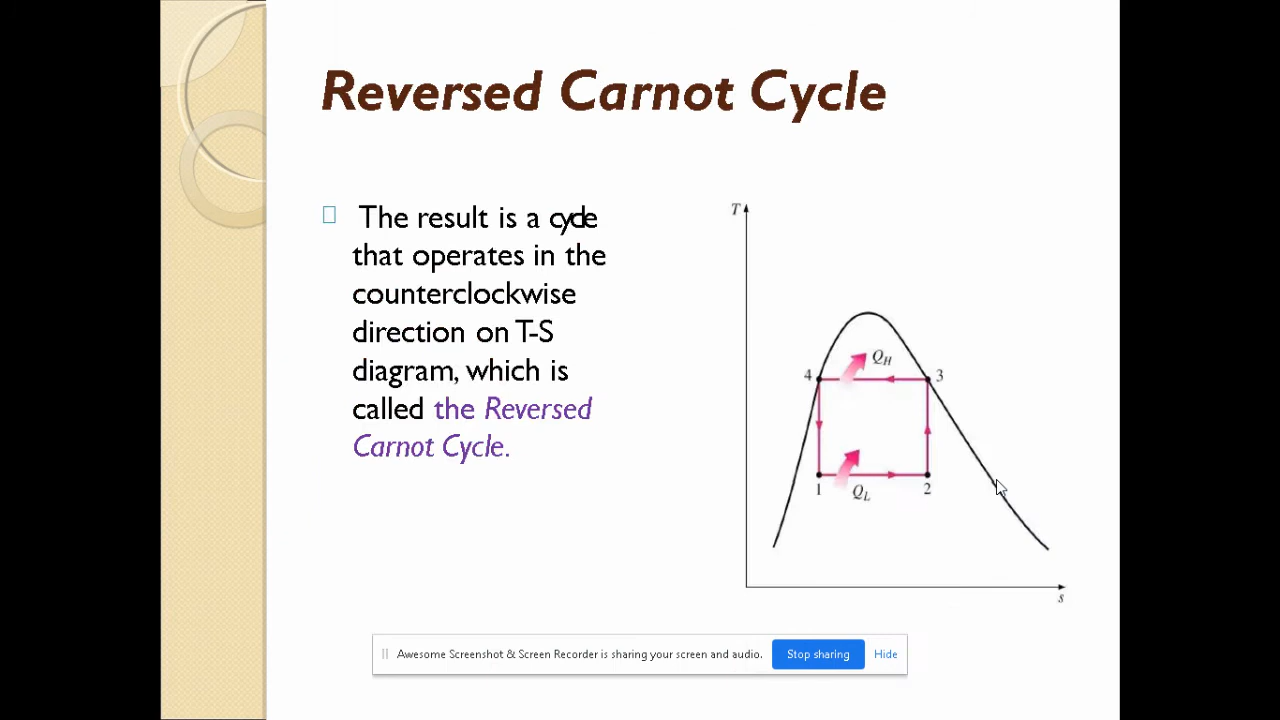 Reversed Carnot Cycle
The result is a cycle
that operates in the
counterclockwise
direction on T-S
diagram, which is
called the Reversed
Carnot Cycle.
T
4
QH
3
1
QL
2
s
Awesome Screenshot & Screen Recorder is sharing your screen and audio.
Stop sharing
Hide